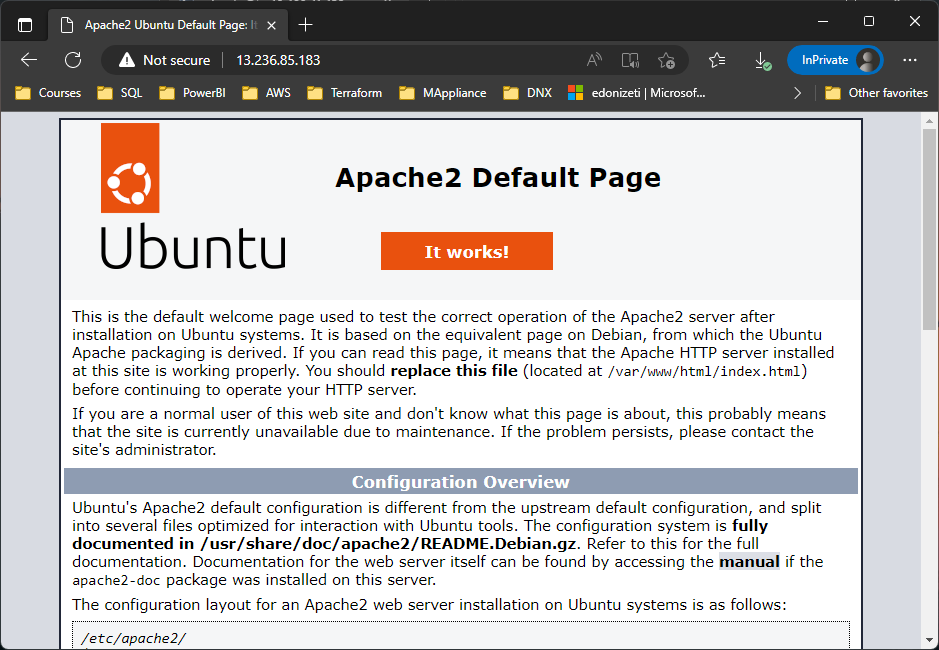 Apache2 Ubuntu Default Page: It
Not secure 13.236.85.183 InPrivate
Courses SQL PowerBI AWS Terraform MAppliance DNX edonizeti | Microsof... Other favorites
Apache2 Default Page
Ubuntu
It works!
This is the default welcome page used to test the correct operation of the Apache2 server after
installation on Ubuntu systems. It is based on the equivalent page on Debian, from which the Ubuntu
Apache packaging is derived. If you can read this page, it means that the Apache HTTP server installed
at this site is working properly. You should replace this file (located at /var/www/html/index.html)
before continuing to operate your HTTP server.
If you are a normal user of this web site and don't know what this page is about, this probably means
that the site is currently unavailable due to maintenance. If the problem persists, please contact the
site's administrator.
Configuration Overview
Ubuntu's Apache2 default configuration is different from the upstream default configuration, and split
into several files optimized for interaction with Ubuntu tools. The configuration system is fully
documented in /usr/share/doc/apache2/README.Debian.gz. Refer to this for the full
documentation. Documentation for the web server itself can be found by accessing the manual if the
apache2-doc package was installed on this server.
The configuration layout for an Apache2 web server installation on Ubuntu systems is as follows:
/etc/apache2/